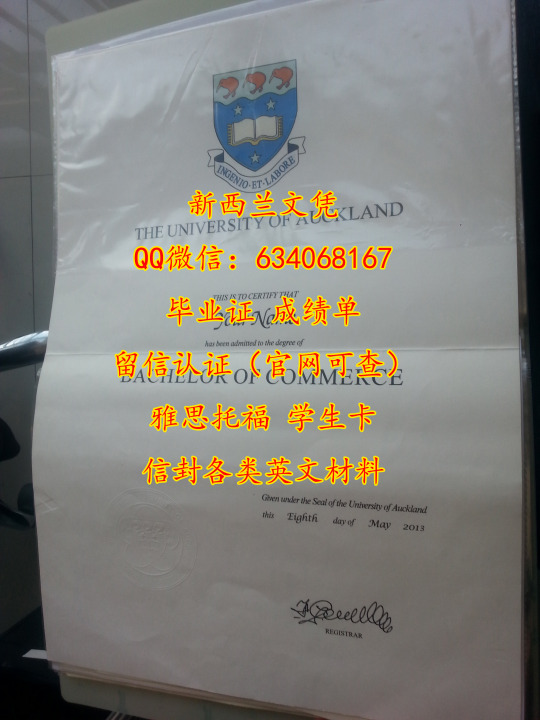 INGENIO·ET·LABORE
新西兰文凭
THE UNIVERSITY OF AUCKLAND
QQ微信：634068167
THIS IS TO CERTIFY THAT
毕业证 成绩单
Your Name
has been admitted to the degree of
留信认证（官网可查）
BACHELOR OF COMMERCE
雅思托福 学生卡
信封各类英文材料
Given under the Seal of the University of Auckland
this Eighth day of May 2013
REGISTRAR